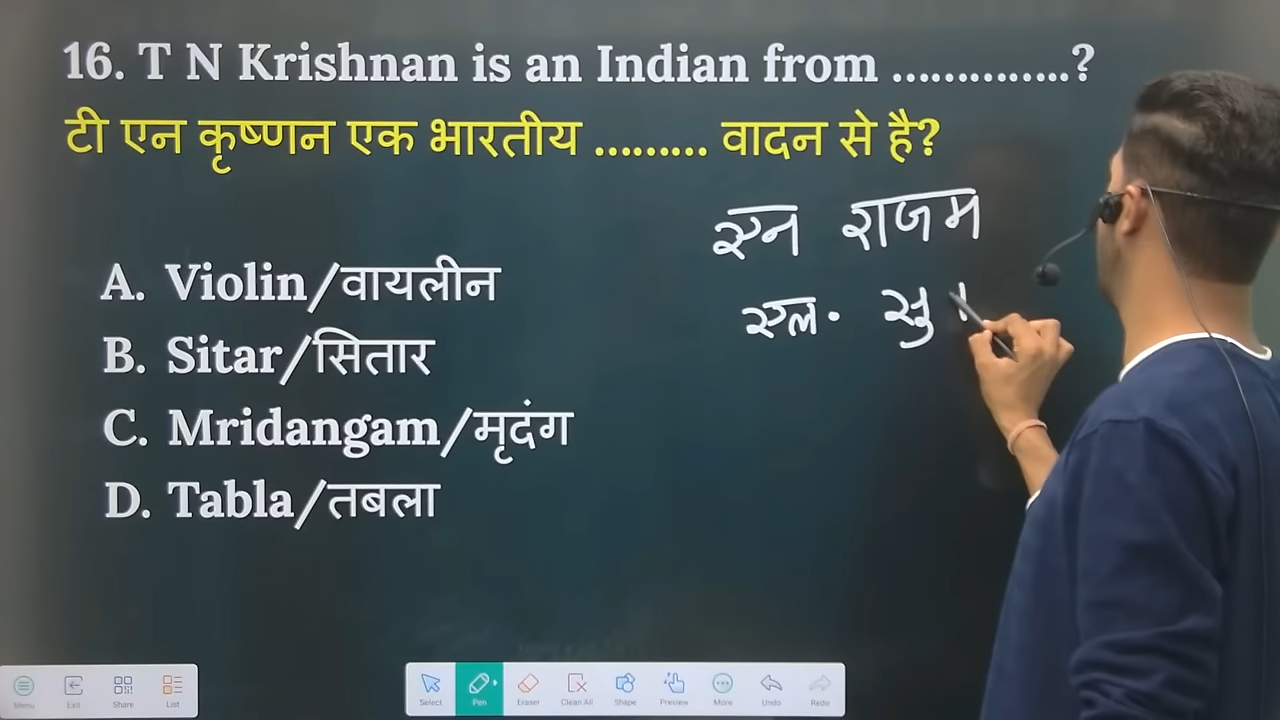 16. T N Krishnan is an Indian from ...............?
टी एन कृष्णन एक भारतीय ......... वादन से है?
एन राजम
एल. सु
A. Violin/वायलीन
B. Sitar/सितार
C. Mridangam/मृदंग
D. Tabla/तबला
Menu Exit Share List Select Pen Eraser Clean All Shape Preview More Undo Redo